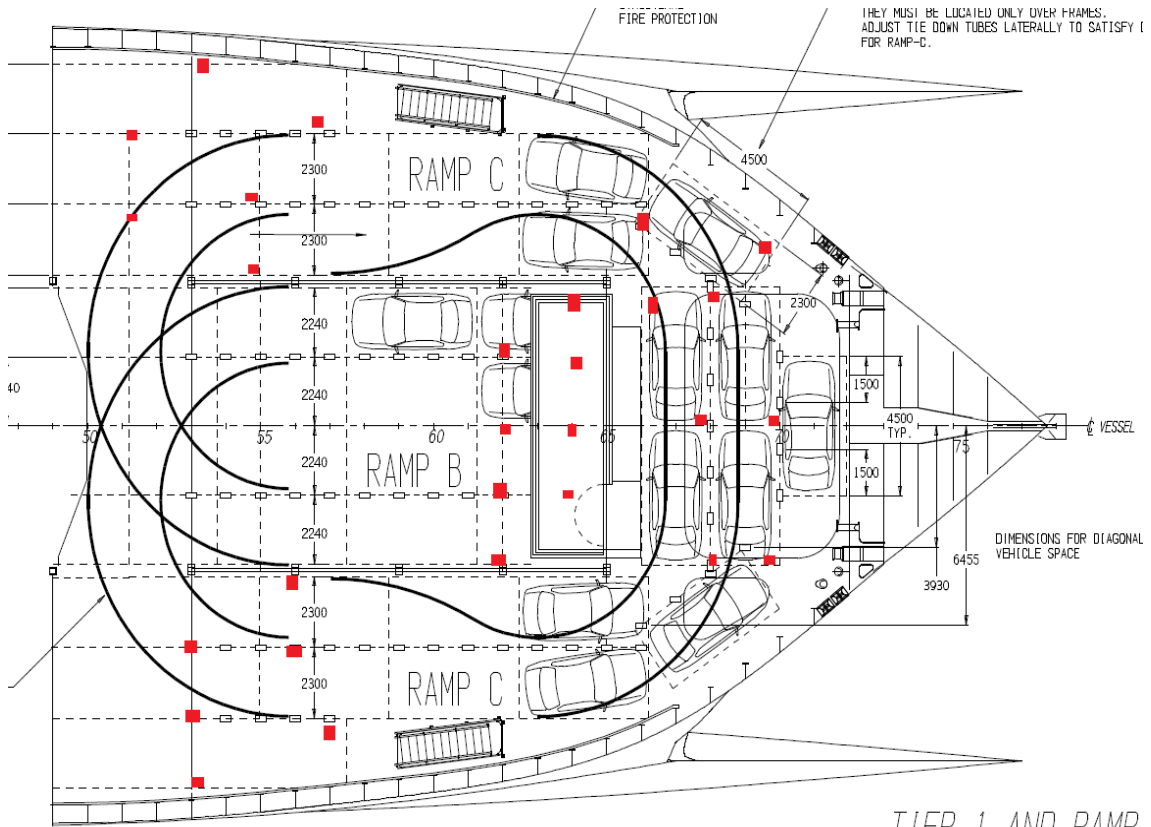 FIRE PROTECTION
THEY MUST BE LOCATED ONLY OVER FRAMES.
ADJUST TIE DOWN TUBES LATERALLY TO SATISFY
FOR RAMP-C.
4500
RAMP C
2300
2300
2300
2240
2240
2240
2240
40
50
55
60
65
70
75
RAMP B
1500
4500
TYP.
1500
℄ VESSEL
DIMENSIONS FOR DIAGONAL
VEHICLE SPACE
6455
3930
2300
2300
RAMP C
TIER 1 AND RAMP